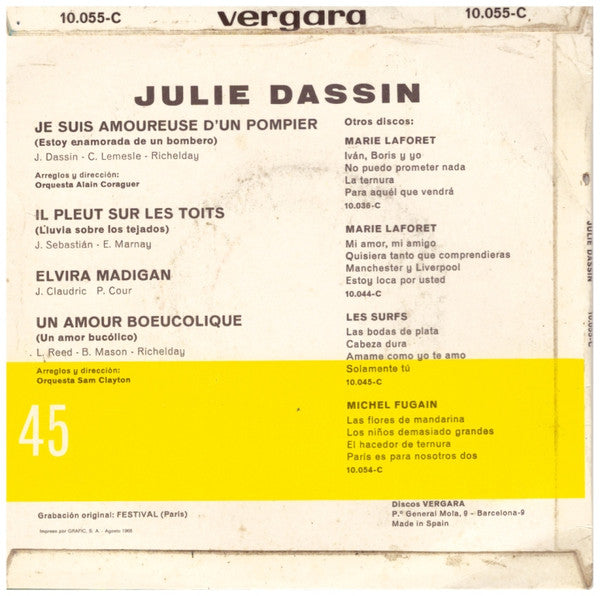 10.055-C
vergara
10.055-C
JULIE DASSIN
JE SUIS AMOUREUSE D'UN POMPIER
(Estoy enamorada de un bombero)
J. Dassin - C. Lemesle - Richelday
Arreglos y dirección:
Orquesta Alain Coraguer
IL PLEUT SUR LES TOITS
(Lluvia sobre los tejados)
J. Sebastián - E. Marnay
ELVIRA MADIGAN
J. Claudric P. Cour
UN AMOUR BOEUCOLIQUE
(Un amor bucólico)
L. Reed - B. Mason - Richelday
Arreglos y dirección:
Orquesta Sam Clayton
45
Otros discos:
MARIE LAFORET
Iván, Boris y yo
No puedo prometer nada
La ternura
Para aquél que vendrá
10.036-C
MARIE LAFORET
Mi amor, mi amigo
Quisiera tanto que comprendieras
Manchester y Liverpool
Estoy loca por usted
10.044-C
LES SURFS
Las bodas de plata
Cabeza dura
Amame como yo te amo
Solamente tú
10.045-C
MICHEL FUGAIN
Las flores de mandarina
Los niños demasiado grandes
El hacedor de ternura
París es para nosotros dos
10.054-C
Grabación original: FESTIVAL (París)
Impreso por GRAFIC, S. A. - Agosto 1968
Discos VERGARA
P.º General Mola, 9 - Barcelona-9
Made in Spain
JULIE DASSIN
10.055-C